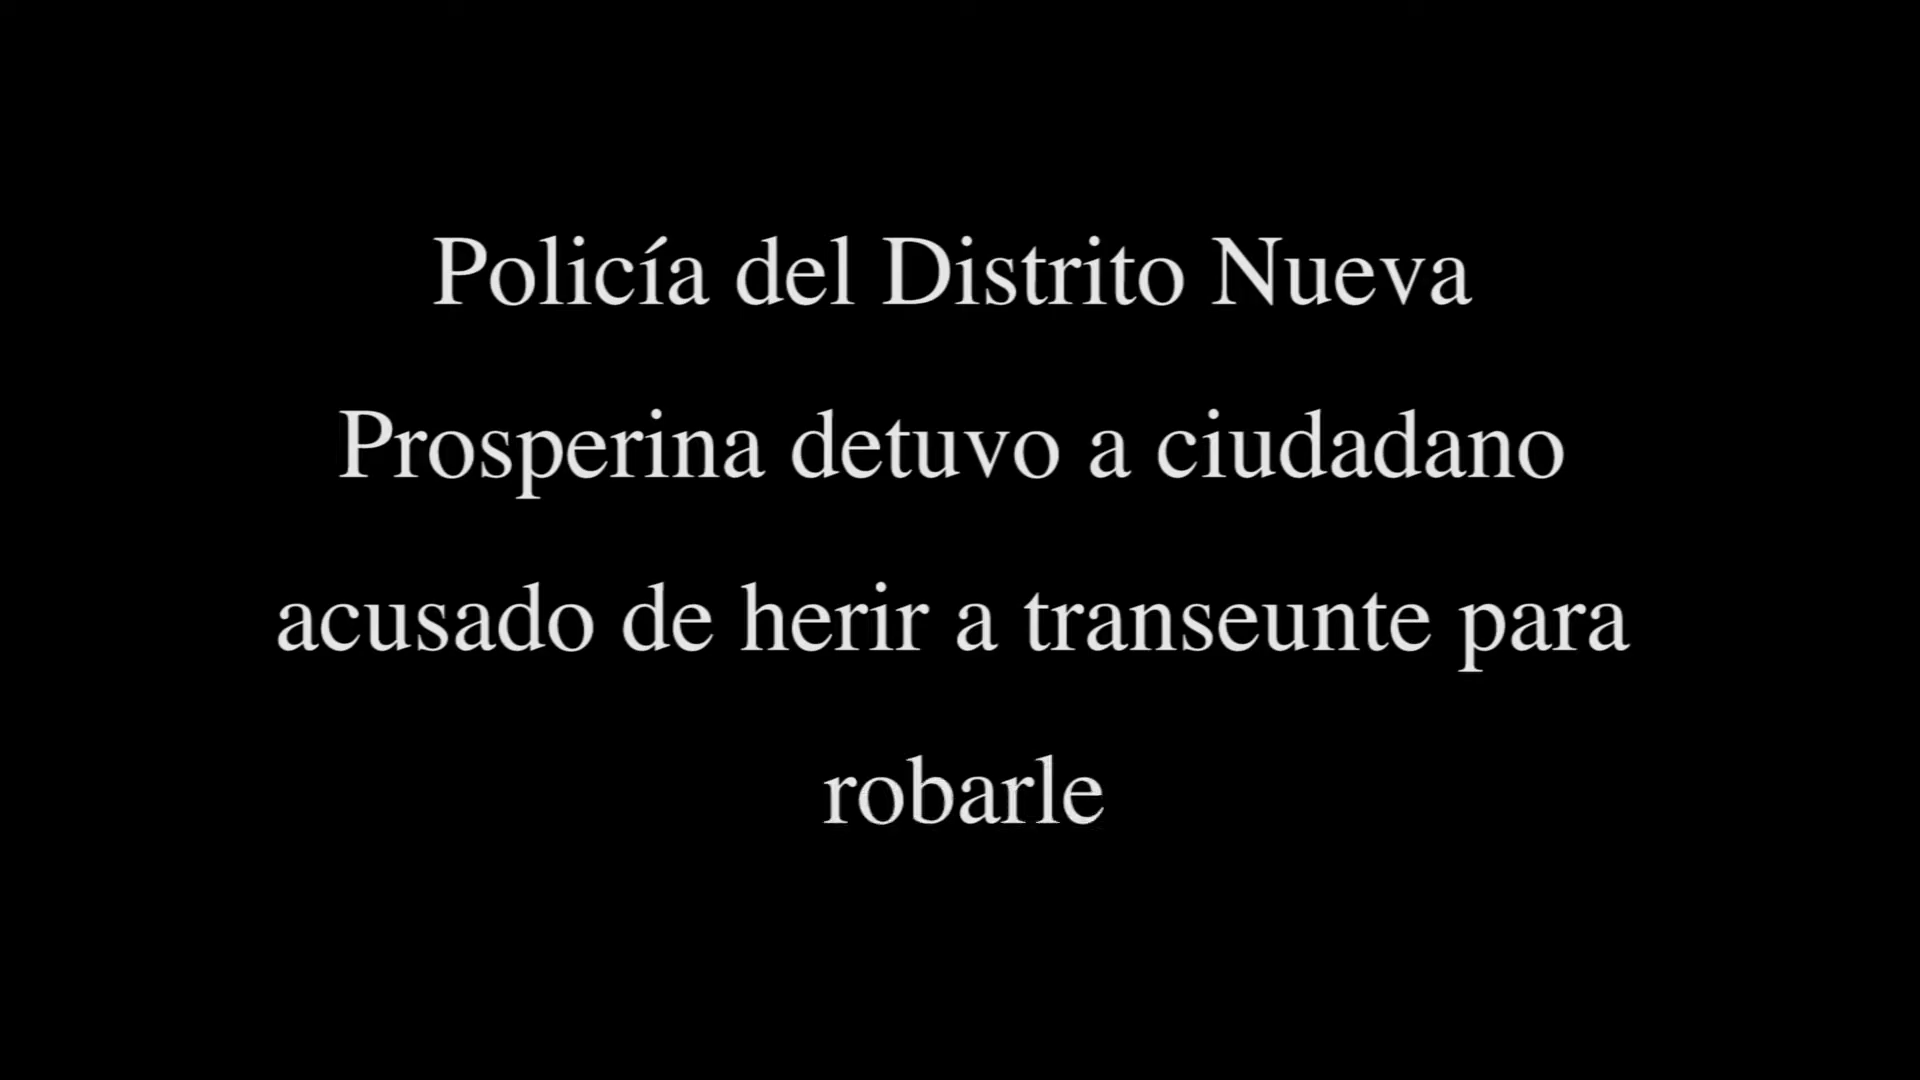 Policía del Distrito Nueva
Prosperina detuvo a ciudadano
acusado de herir a transeunte para
robarle